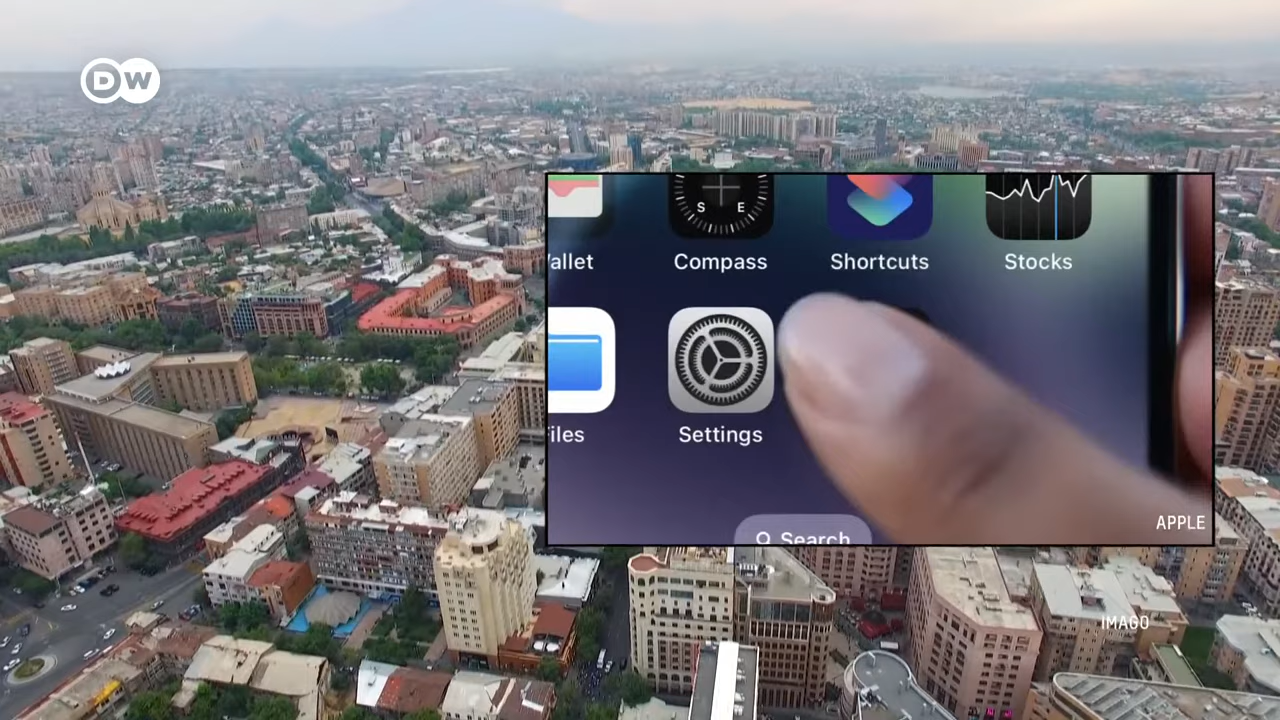 DW
S E
Wallet Compass Shortcuts Stocks
Files Settings
Search
APPLE
IMAGO